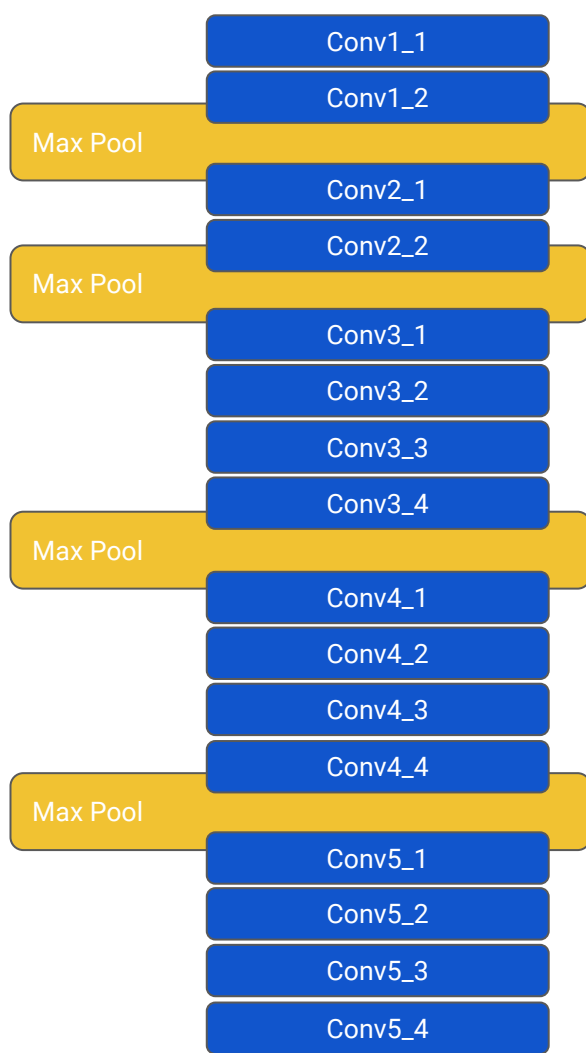 Conv1_1
Conv1_2
Max Pool
Conv2_1
Conv2_2
Max Pool
Conv3_1
Conv3_2
Conv3_3
Conv3_4
Max Pool
Conv4_1
Conv4_2
Conv4_3
Conv4_4
Max Pool
Conv5_1
Conv5_2
Conv5_3
Conv5_4